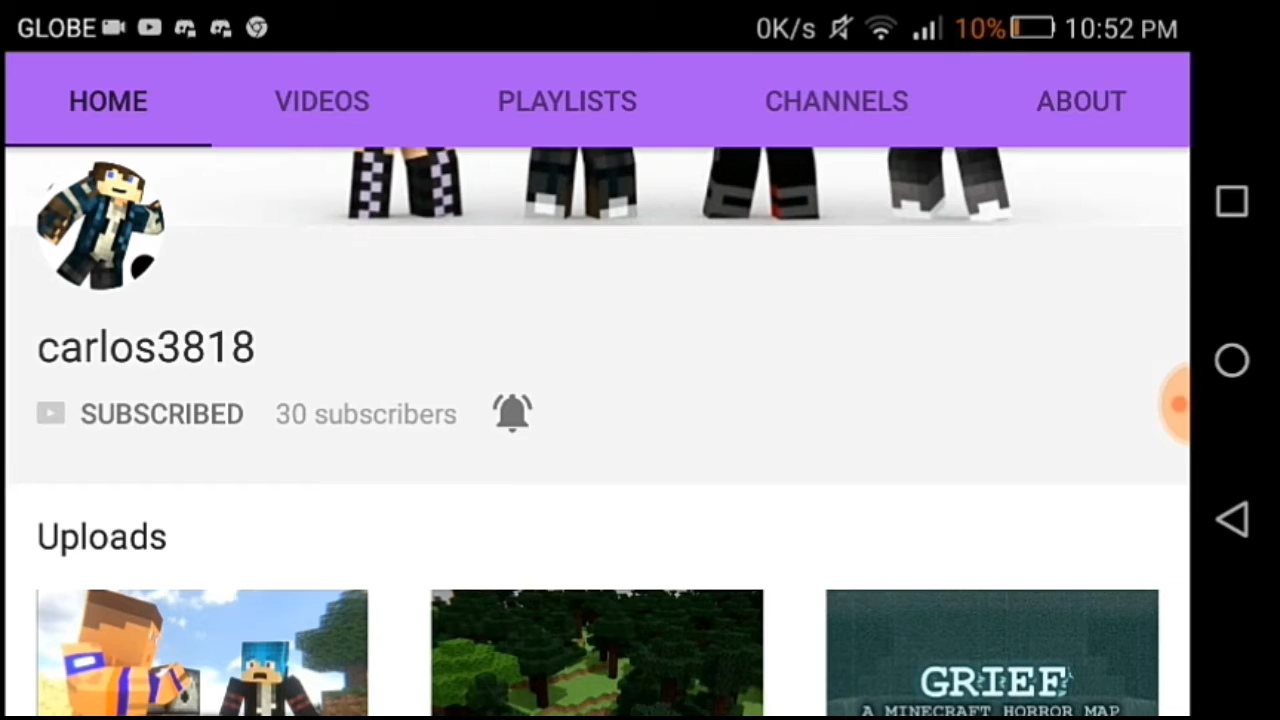 GLOBE 0K/s 10% 10:52 PM
HOME VIDEOS PLAYLISTS CHANNELS ABOUT
carlos3818
SUBSCRIBED 30 subscribers
Uploads
GRIEF
A MINECRAFT HORROR MAP